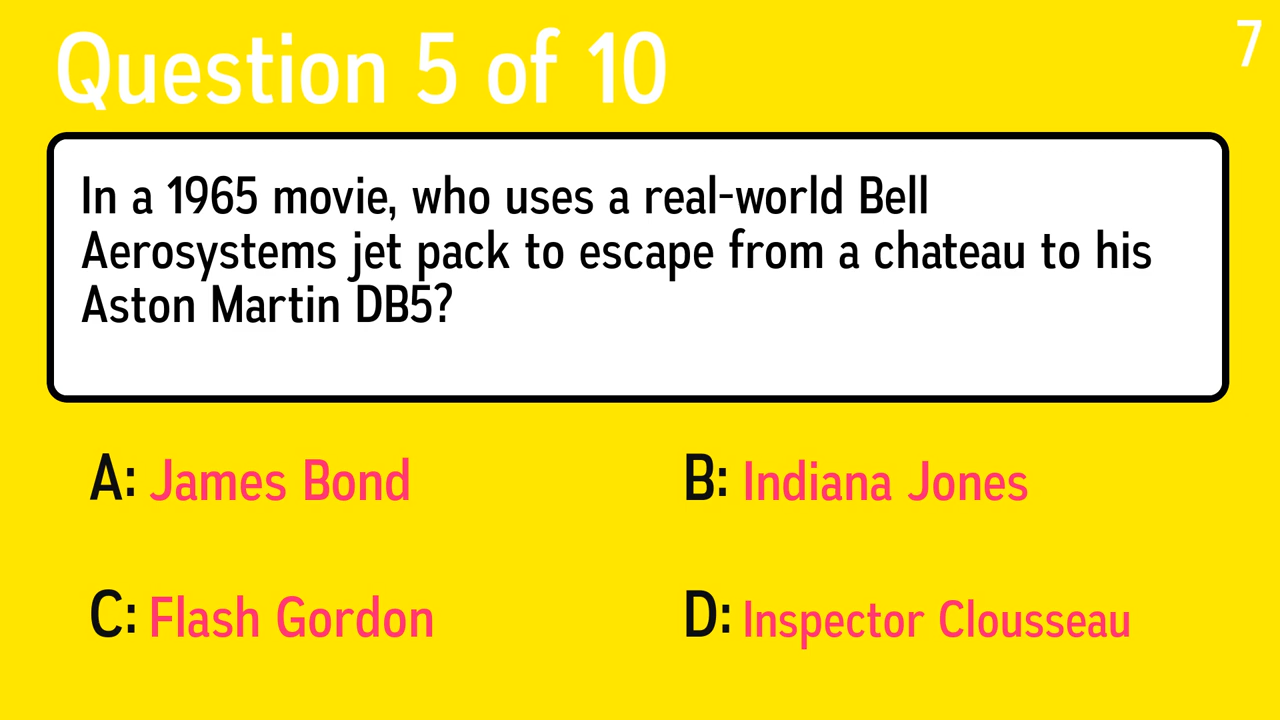 Question 5 of 10
7
In a 1965 movie, who uses a real-world Bell
Aerosystems jet pack to escape from a chateau to his
Aston Martin DB5?
A: James Bond
B: Indiana Jones
C: Flash Gordon
D: Inspector Clousseau